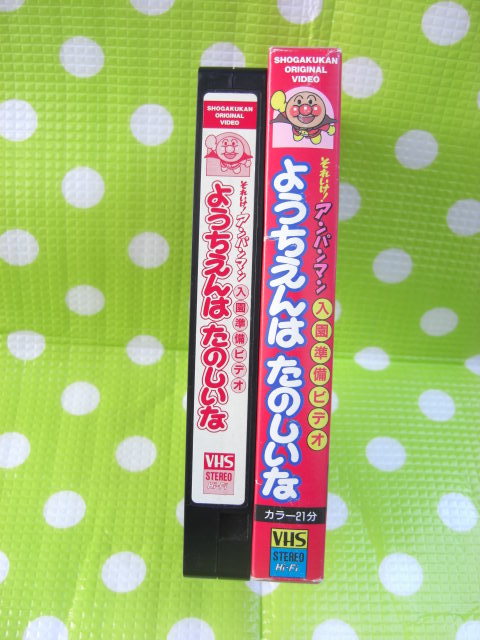 SHOGAKUKAN
ORIGINAL
VIDEO
それいけ!アンパンマン
ようちえんは たのしいな
入園準備ビデオ
VHS
STEREO
Hi-Fi
SHOGAKUKAN
ORIGINAL
VIDEO
それいけ!アンパンマン
ようちえんは たのしいな
入園準備ビデオ
カラー21分
VHS
STEREO
Hi-Fi